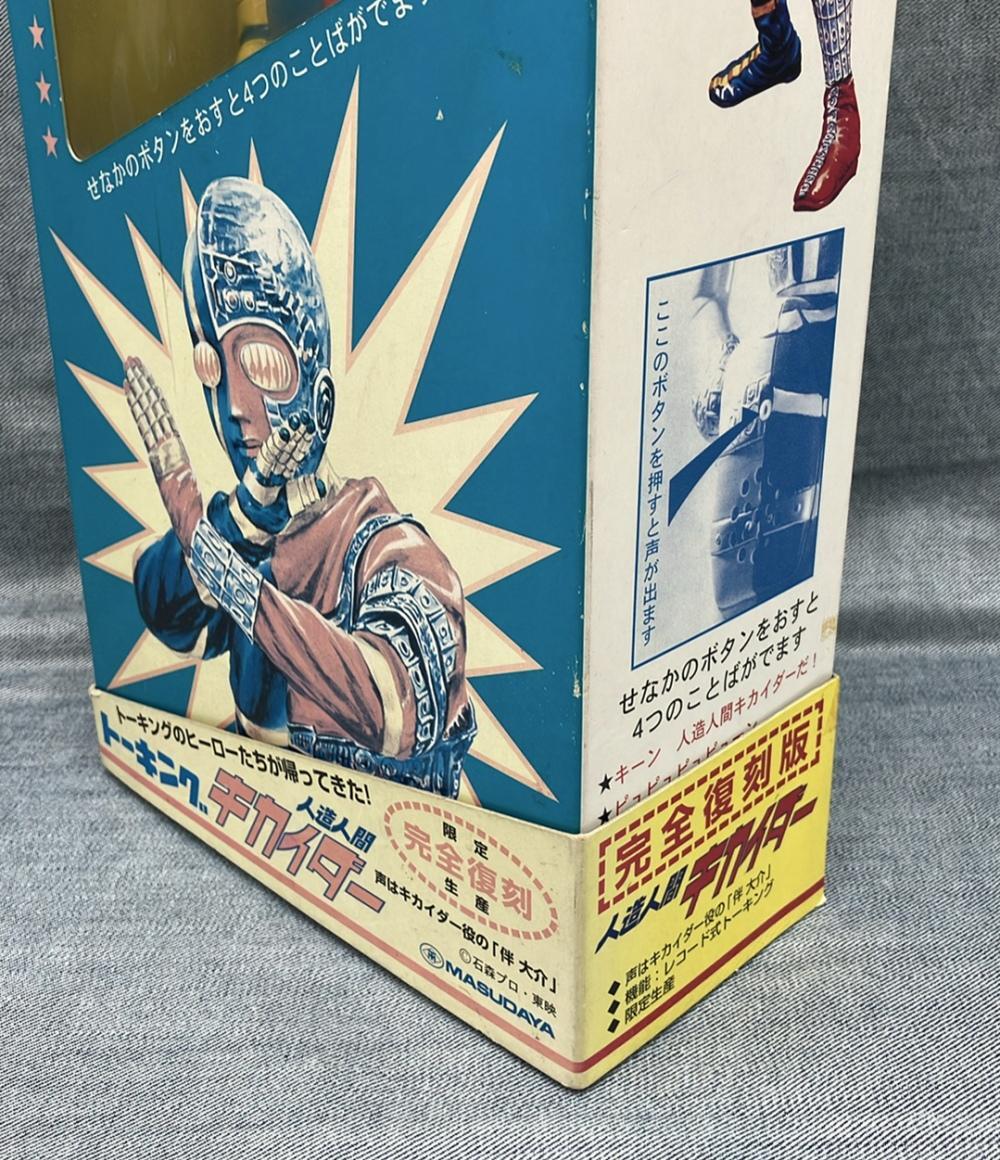 せなかのボタンをおすと4つのことばがでま
ここのボタンを押すと声が出ます
せなかのボタンをおすと
4つのことばがでます
★キーン 人造人間キカイダーだ!
トーキングのヒーローたちが帰ってきた!
トーキング
人造人間
キカイダー
限定
完全復刻
生産
声はキカイダー役の「伴 大介」
©石森プロ・東映
MASUDAYA
完全復刻版
人造人間
キカイダー
◆声はキカイダー役の「伴 大介」
◆機能:レコード式トーキング
◆限定生産